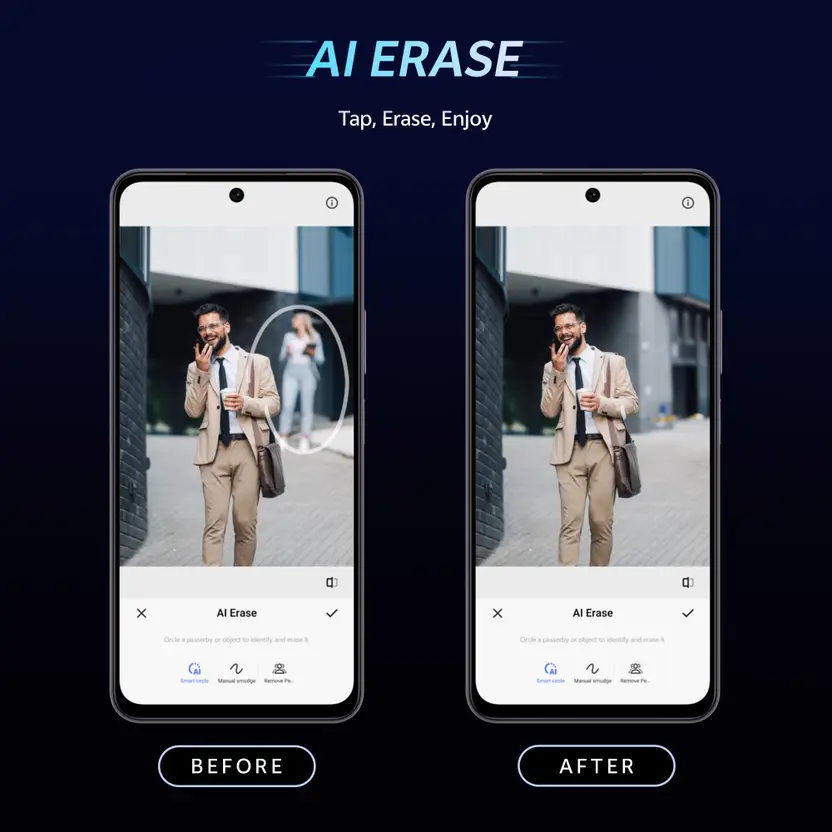 AI ERASE
Tap, Erase, Enjoy
AI Erase
Circle a passerby or object to identify and erase it
AI
Smart circle
Manual smudge
Remove Pe...
BEFORE
AI Erase
Circle a passerby or object to identify and erase it
AI
Smart circle
Manual smudge
Remove Pe...
AFTER